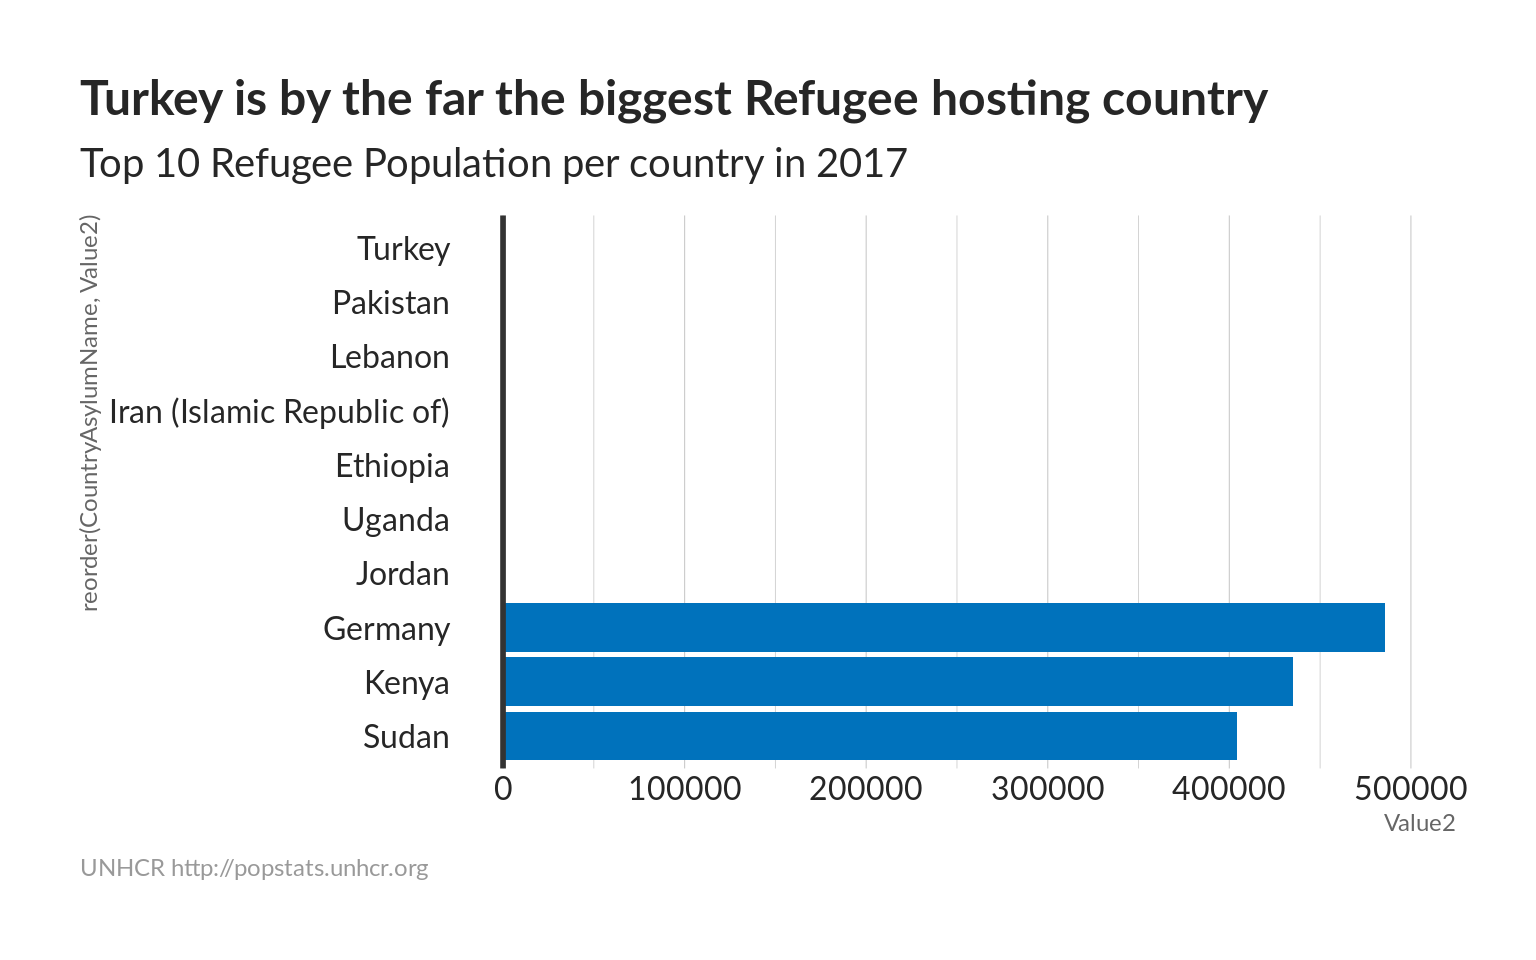 Turkey is by the far the biggest Refugee hosting country
Top 10 Refugee Population per country in 2017
reorder(CountryAsylumName, Value2)
Turkey
Pakistan
Lebanon
Iran (Islamic Republic of)
Ethiopia
Uganda
Jordan
Germany
Kenya
Sudan
0 100000 200000 300000 400000 500000
Value2
UNHCR http://popstats.unhcr.org